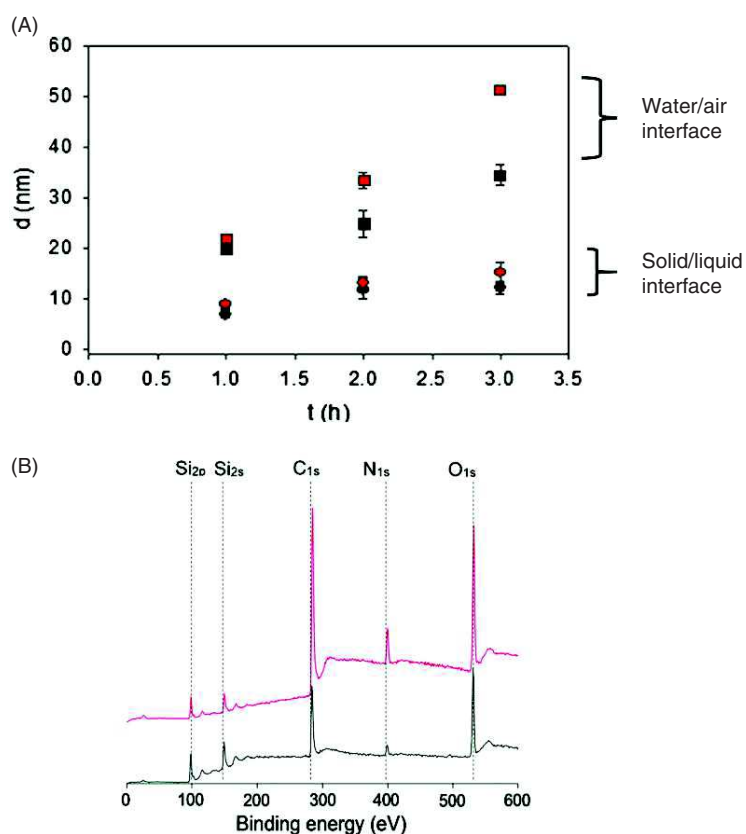 (A)
60
50
40
30
20
10
0
d (nm)
0.0 0.5 1.0 1.5 2.0 2.5 3.0 3.5
t (h)
Water/air
interface
Solid/liquid
interface
(B)
Si2p Si2s C1s N1s O1s
0 100 200 300 400 500 600
Binding energy (eV)